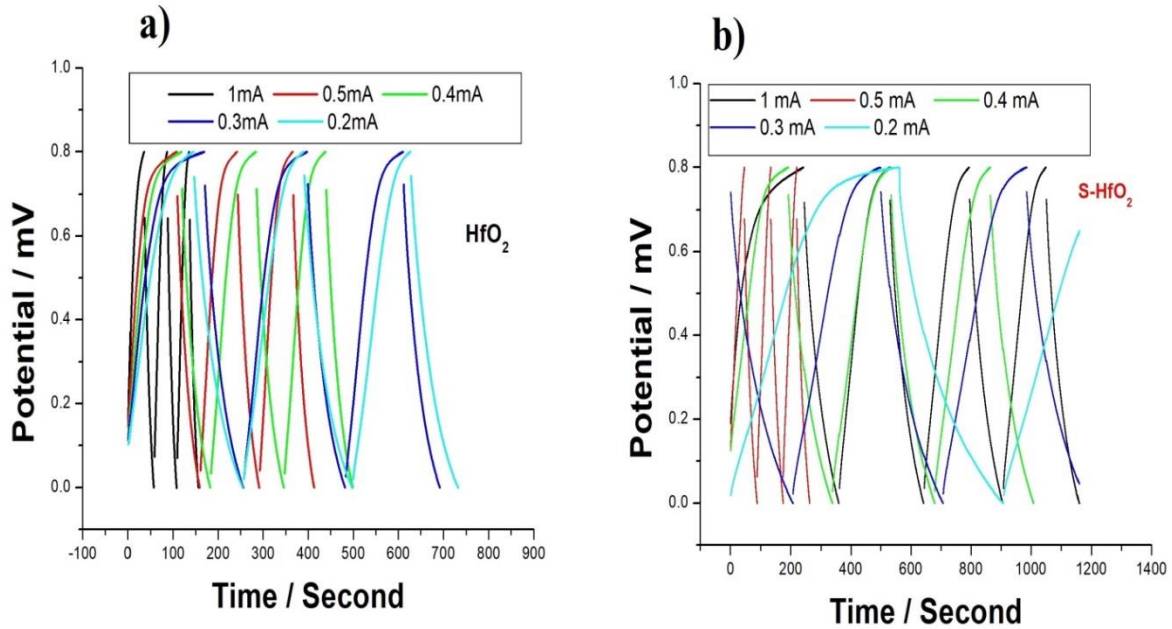 a)
1mA 0.5mA 0.4mA
0.3mA 0.2mA
HfO2
Potential / mV
1.0
0.8
0.6
0.4
0.2
0.0
-100 0 100 200 300 400 500 600 700 800 900
Time / Second
b)
1 mA 0.5 mA 0.4 mA
0.3 mA 0.2 mA
S-HfO2
Potential / mV
1.0
0.8
0.6
0.4
0.2
0.0
0 200 400 600 800 1000 1200 1400
Time / Second